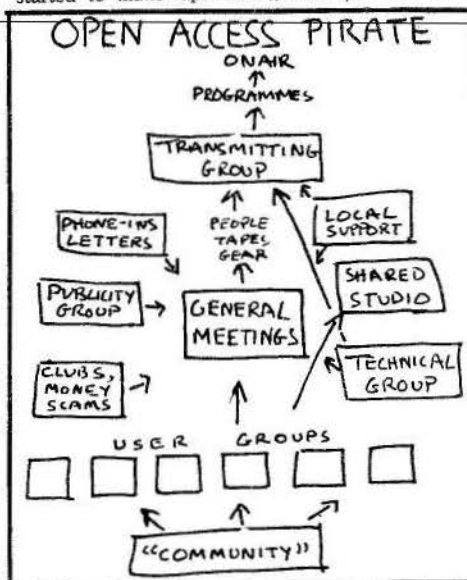 OPEN ACCESS PIRATE
ON AIR
PROGRAMMES
TRANSMITTING
GROUP
PHONE-INS
LETTERS
PEOPLE
TAPES
GEAR
LOCAL
SUPPORT
PUBLICITY
GROUP
GENERAL
MEETINGS
SHARED
STUDIO
CLUBS,
MONEY
SCAMS
TECHNICAL
GROUP
USER GROUPS
"COMMUNITY"